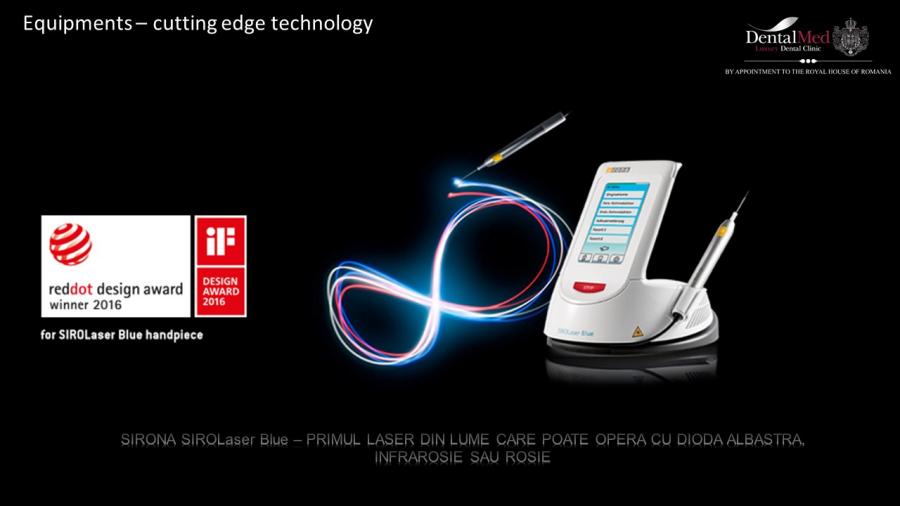 Equipments – cutting edge technology
DentalMed
Luxury Dental Clinic
BY APPOINTMENT TO THE ROYAL HOUSE OF ROMANIA
reddot design award
winner 2016
iF
DESIGN
AWARD
2016
for SIROLaser Blue handpiece
STOP
SIROLaser Blue
SIRONA SIROLaser Blue – PRIMUL LASER DIN LUME CARE POATE OPERA CU DIODA ALBASTRA,
INFRAROSIE SAU ROSIE